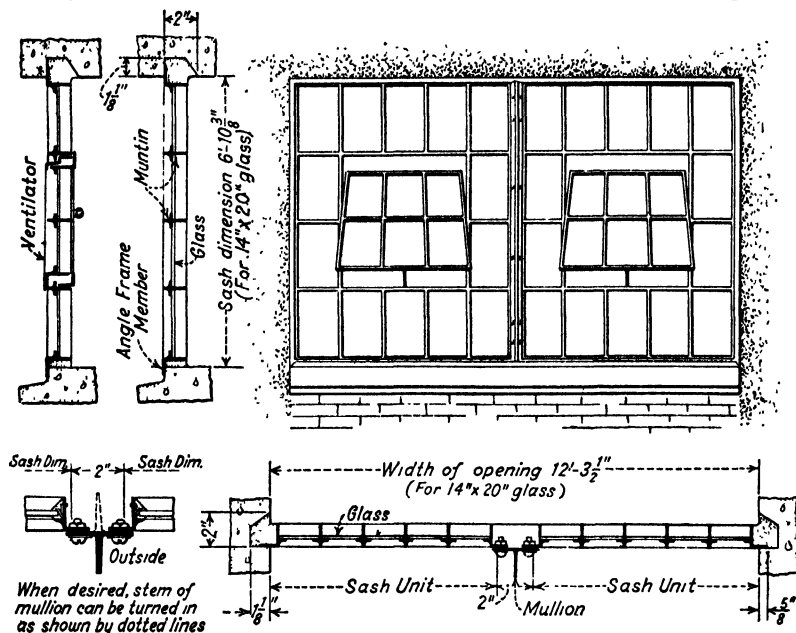 2"
1 1/8"
Ventilator
Muntin
Glass
Angle Frame
Member
Sash dimension 6'-10 3/8"
(For 14"x 20" glass)
Sash Dim.
2"
Sash Dim.
Outside
When desired, stem of
mullion can be turned in
as shown by dotted lines
Width of opening 12'-3 1/2"
(For 14"x 20" glass)
2"
Glass
Sash Unit
Sash Unit
1 1/8"
2"
Mullion
5/8"